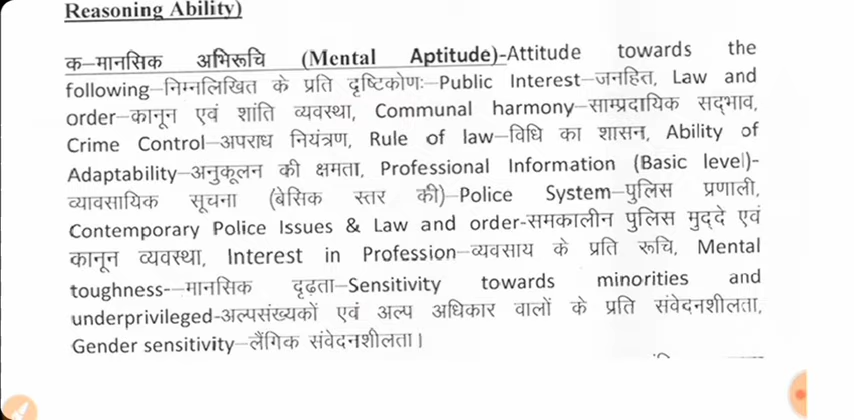 Reasoning Ability)
क–मानसिक अभिरूचि (Mental Aptitude)-Attitude towards the
following–निम्नलिखित के प्रति दृष्टिकोणः–Public Interest–जनहित, Law and
order–कानून एवं शांति व्यवस्था, Communal harmony–साम्प्रदायिक सद्भाव,
Crime Control–अपराध नियंत्रण, Rule of law–विधि का शासन, Ability of
Adaptability–अनुकूलन की क्षमता, Professional Information (Basic level)-
व्यावसायिक सूचना (बेसिक स्तर की)–Police System–पुलिस प्रणाली,
Contemporary Police Issues & Law and order-समकालीन पुलिस मुद्दे एवं
कानून व्यवस्था, Interest in Profession–व्यवसाय के प्रति रूचि, Mental
toughness-–मानसिक दृढ़ता–Sensitivity towards minorities and
underprivileged-अल्पसंख्यकों एवं अल्प अधिकार वालों के प्रति संवेदनशीलता,
Gender sensitivity–लैंगिक संवेदनशीलता।